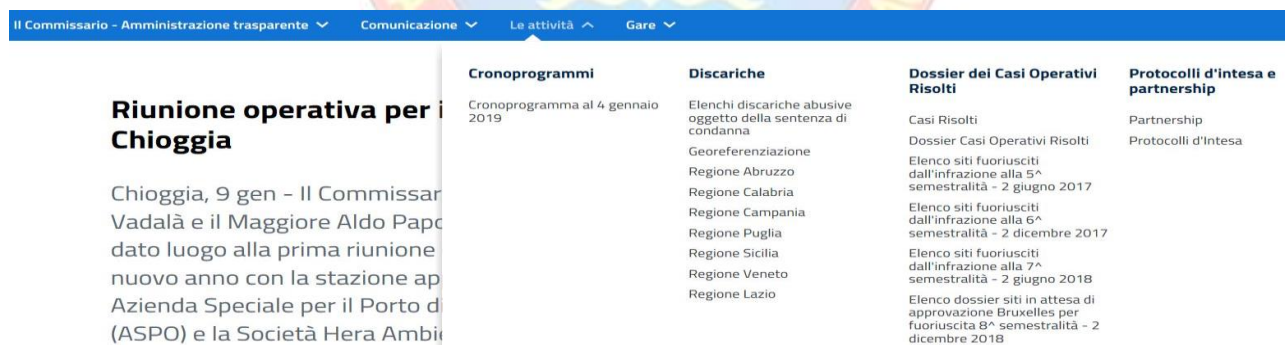 Il Commissario - Amministrazione trasparente
Comunicazione
Le attività
Gare
Riunione operativa per i
Chioggia
Chioggia, 9 gen - Il Commissar
Vadalà e il Maggiore Aldo Papo
dato luogo alla prima riunione
nuovo anno con la stazione ap
Azienda Speciale per il Porto d
(ASPO) e la Società Hera Ambi
Cronoprogrammi
Cronoprogramma al 4 gennaio
2019
Discariche
Elenchi discariche abusive
oggetto della sentenza di
condanna
Georeferenziazione
Regione Abruzzo
Regione Calabria
Regione Campania
Regione Puglia
Regione Sicilia
Regione Veneto
Regione Lazio
Dossier dei Casi Operativi
Risolti
Casi Risolti
Dossier Casi Operativi Risolti
Elenco siti fuoriusciti
dall'infrazione alla 5^
semestralità - 2 giugno 2017
Elenco siti fuoriusciti
dall'infrazione alla 6^
semestralità - 2 dicembre 2017
Elenco siti fuoriusciti
dall'infrazione alla 7^
semestralità - 2 giugno 2018
Elenco dossier siti in attesa di
approvazione Bruxelles per
fuoriuscita 8^ semestralità - 2
dicembre 2018
Protocolli d'intesa e
partnership
Partnership
Protocolli d'Intesa